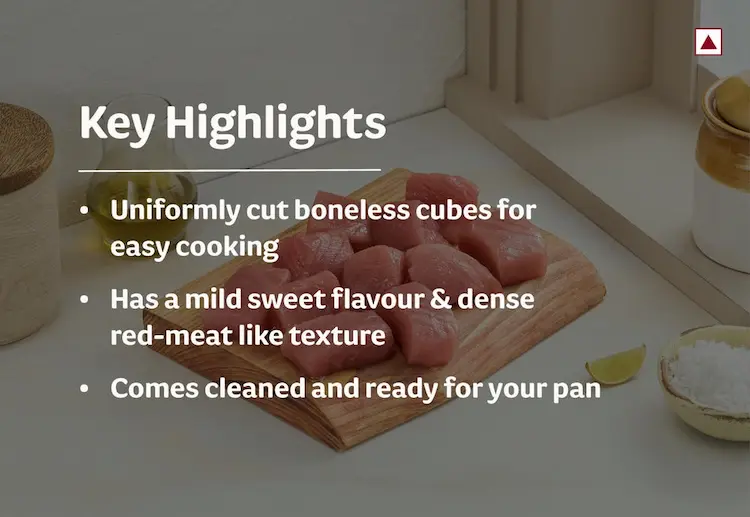 Key Highlights
• Uniformly cut boneless cubes for
easy cooking
• Has a mild sweet flavour & dense
red-meat like texture
• Comes cleaned and ready for your pan